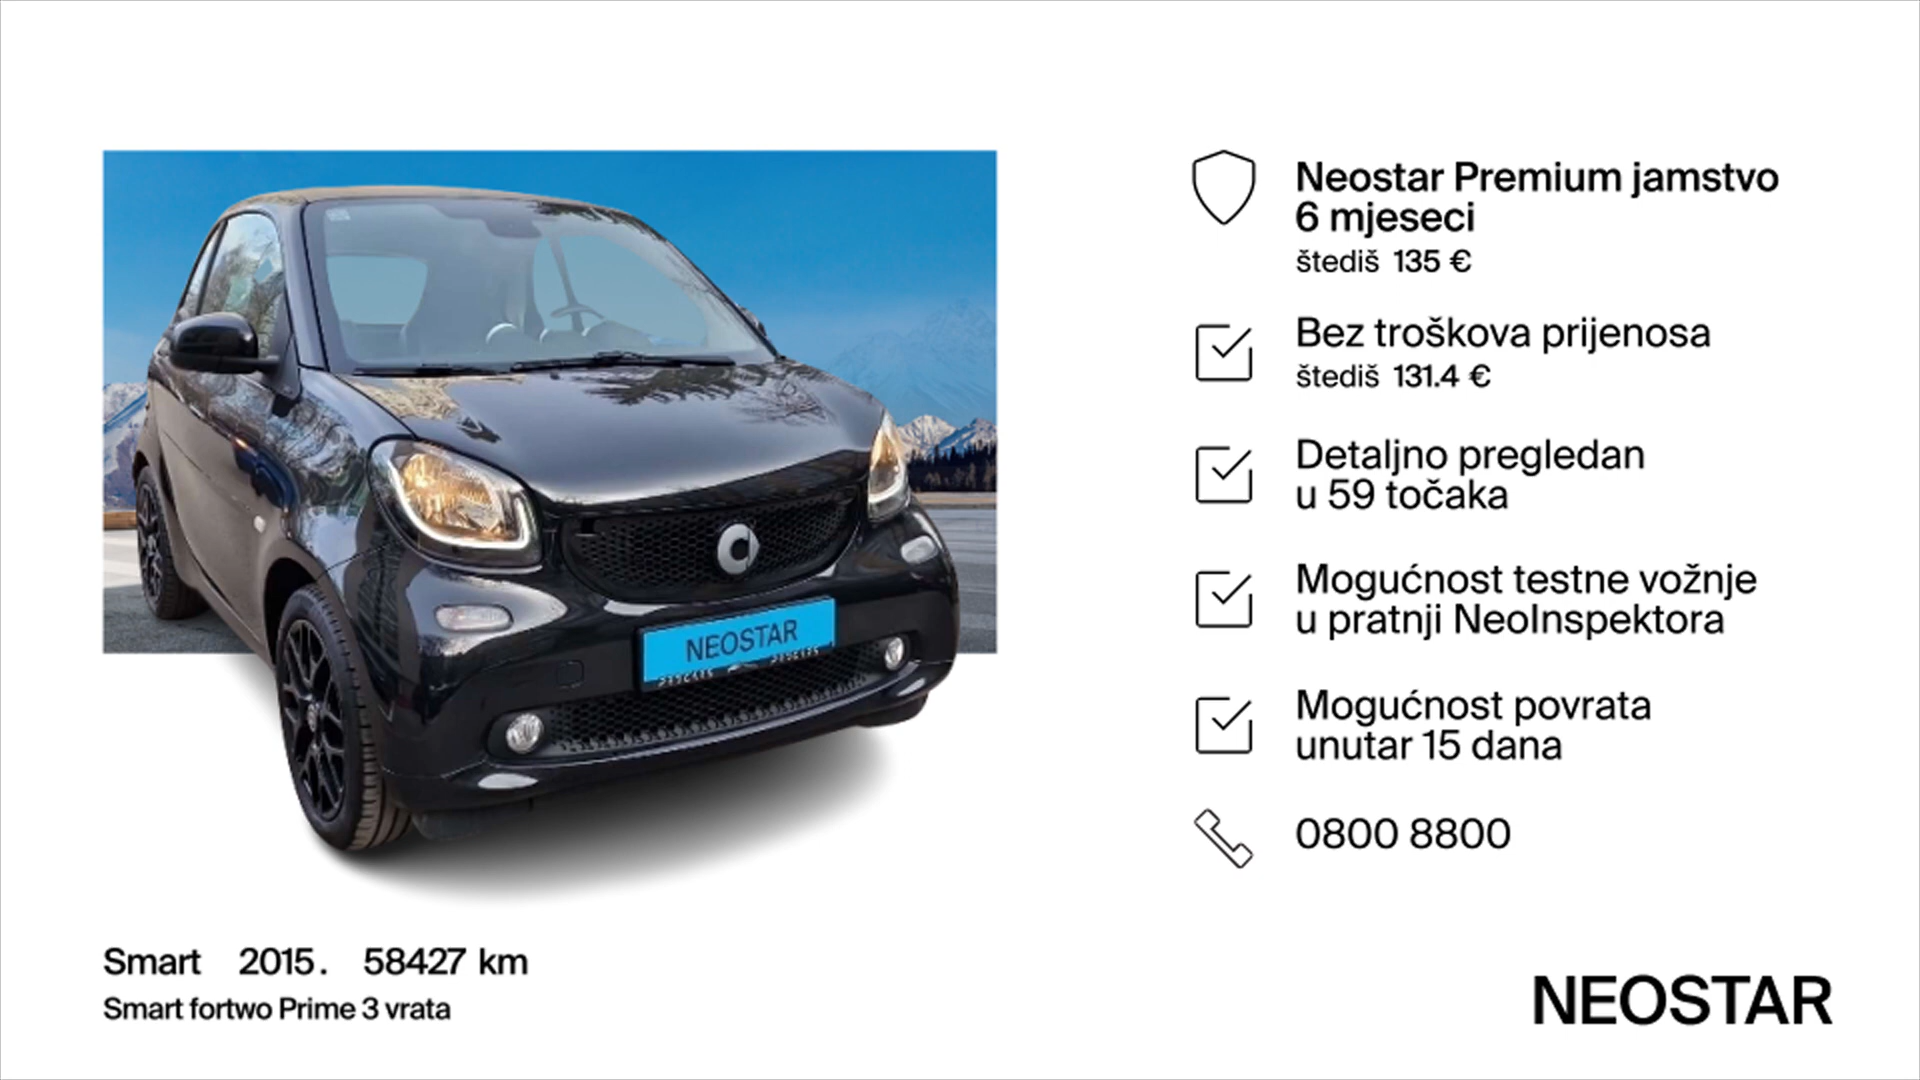 Neostar Premium jamstvo
6 mjeseci
štediš 135 €
Bez troškova prijenosa
štediš 131.4 €
Detaljno pregledan
u 59 točaka
Mogućnost testne vožnje
u pratnji NeoInspektora
Mogućnost povrata
unutar 15 dana
0800 8800
NEOSTAR
Smart 2015. 58427 km
Smart fortwo Prime 3 vrata
NEOSTAR